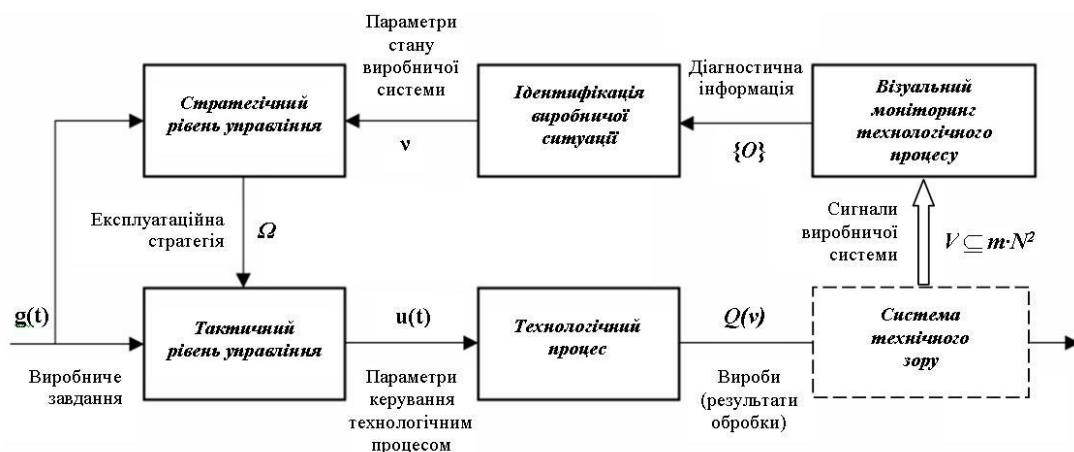 Параметри
стану
виробничої
системи
Діагностична
інформація
Стратегічний
рівень управління
Ідентифікація
виробничої
ситуації
Візуальний
моніторинг
технологічного
процесу
ν
{O}
Експлуатаційна
стратегія
Ω
Сигнали
виробничої
системи
V ⊆ m·N²
g(t)
Тактичний
рівень управління
u(t)
Технологічний
процес
Q(ν)
Система
технічного
зору
Виробниче
завдання
Параметри
керування
технологічним
процесом
Вироби
(результати
обробки)